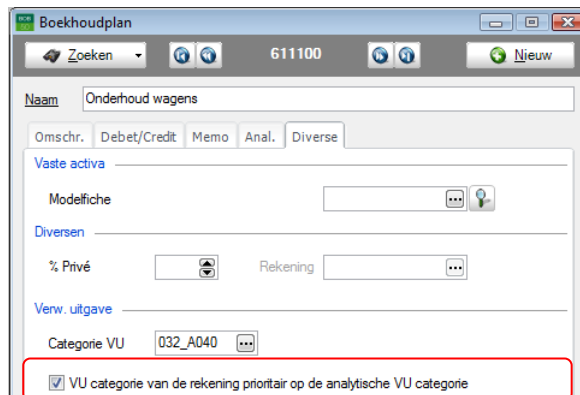 Boekhoudplan
Zoeken 611100 Nieuw
Naam Onderhoud wagens
Omschr. Debet/Credit Memo Anal. Diverse
Vaste activa
Modelfiche ...
Diversen
% Privé Rekening ...
Verw. uitgave
Categorie VU 032_A040 ...
VU categorie van de rekening prioritair op de analytische VU categorie